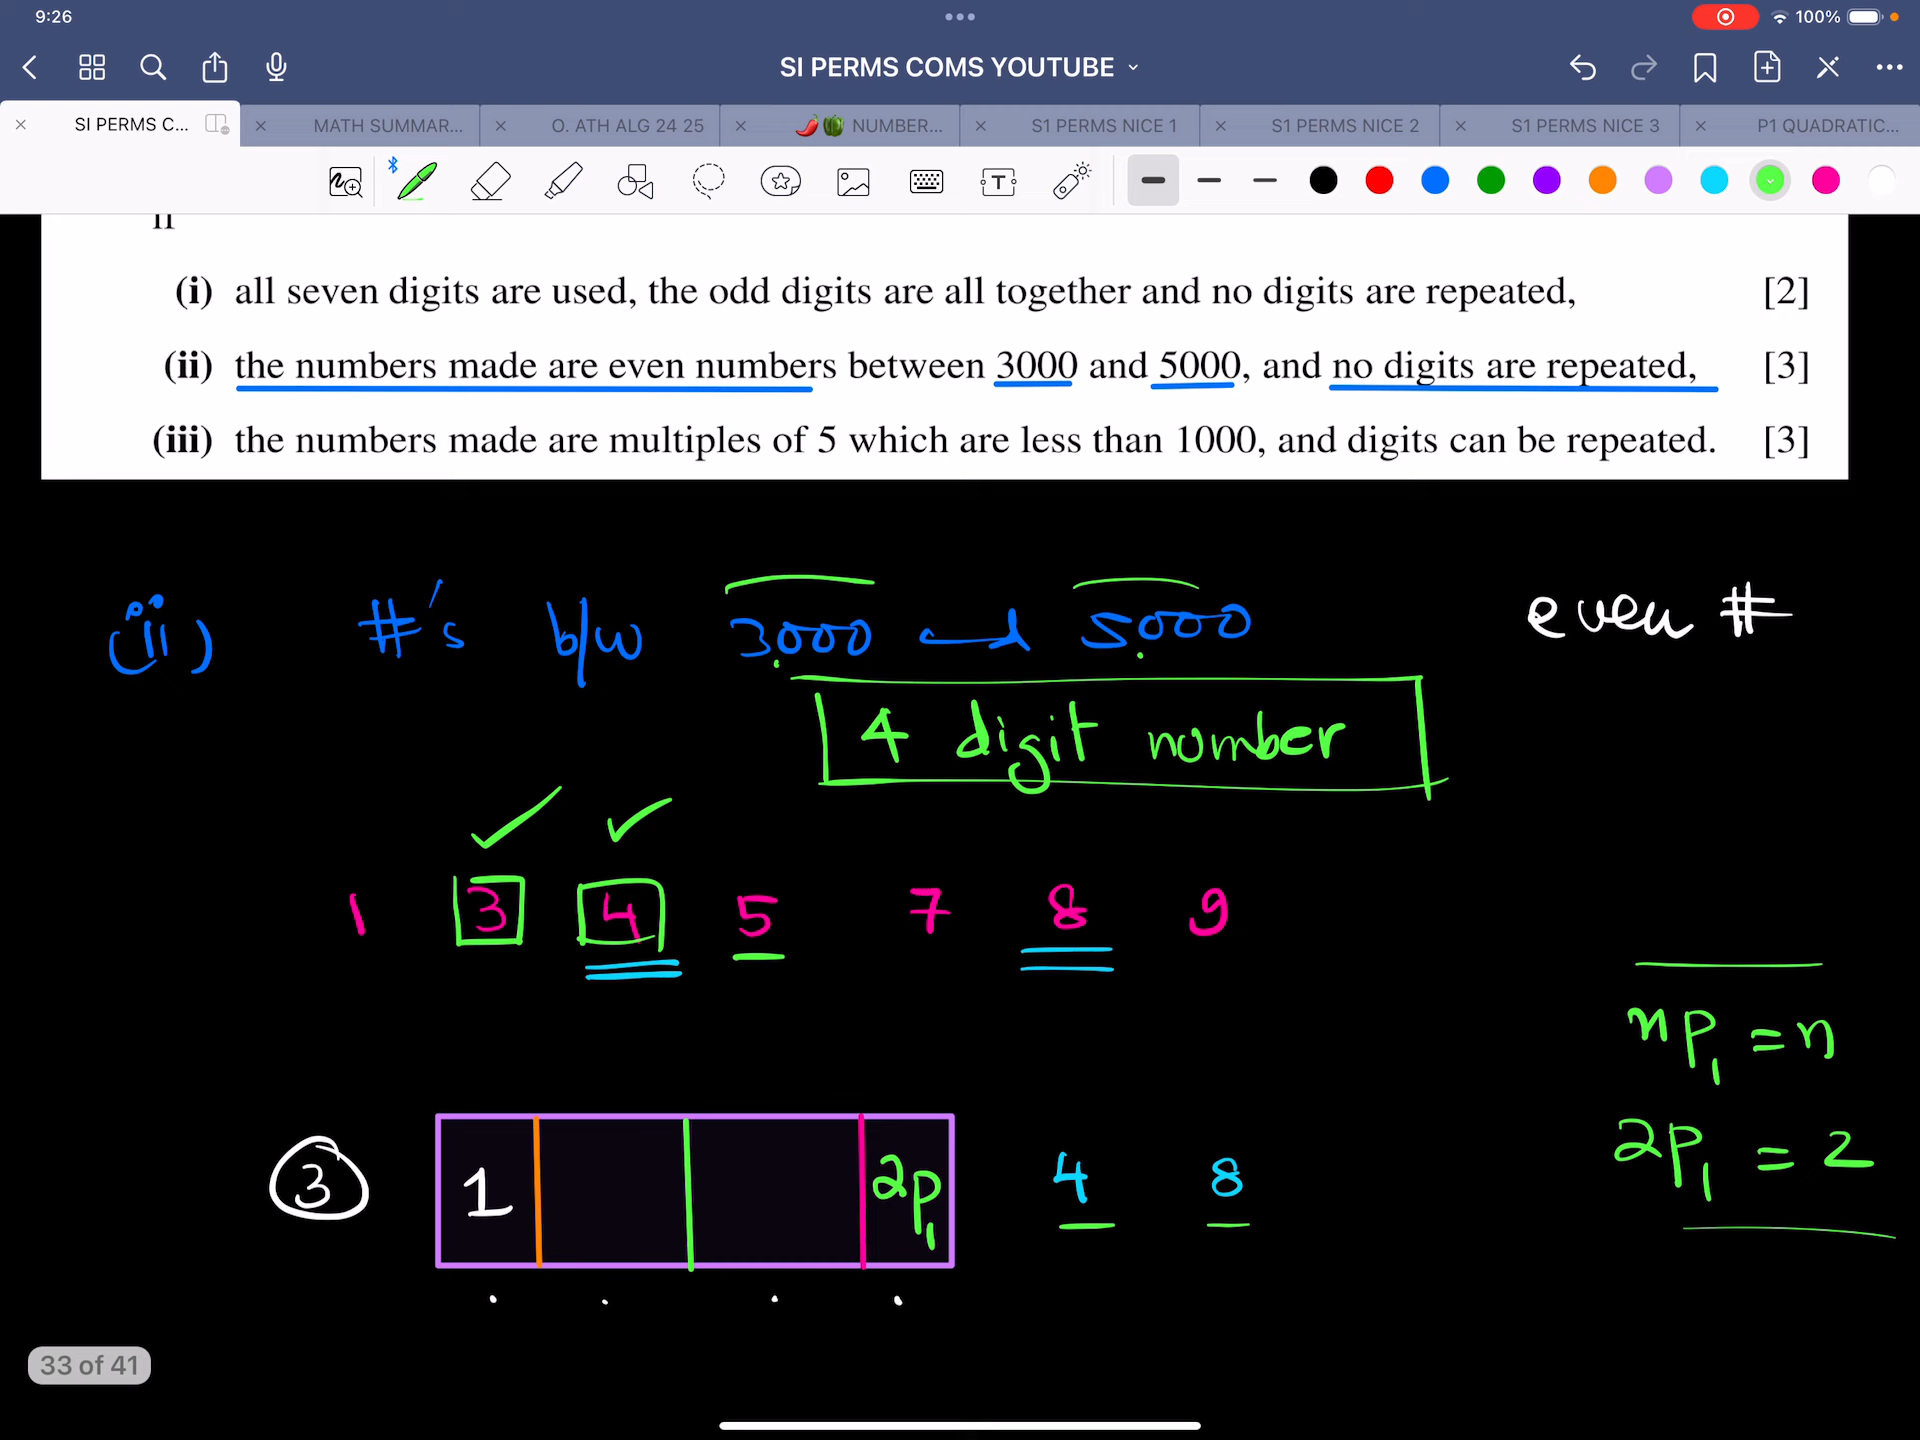 9:26
100%
SI PERMS COMS YOUTUBE
SI PERMS C...
MATH SUMMAR...
O. ATH ALG 24 25
🌶️🫑 NUMBER...
S1 PERMS NICE 1
S1 PERMS NICE 2
S1 PERMS NICE 3
P1 QUADRATIC...
(i) all seven digits are used, the odd digits are all together and no digits are repeated, [2]
(ii) the numbers made are even numbers between 3000 and 5000, and no digits are repeated, [3]
(iii) the numbers made are multiples of 5 which are less than 1000, and digits can be repeated. [3]
(ii) #'s b/w 3000 and 5000 even #
4 digit number
1 3 4 5 7 8 9
nP1 = n
2P1 = 2
3 1 2P1 4 8
33 of 41